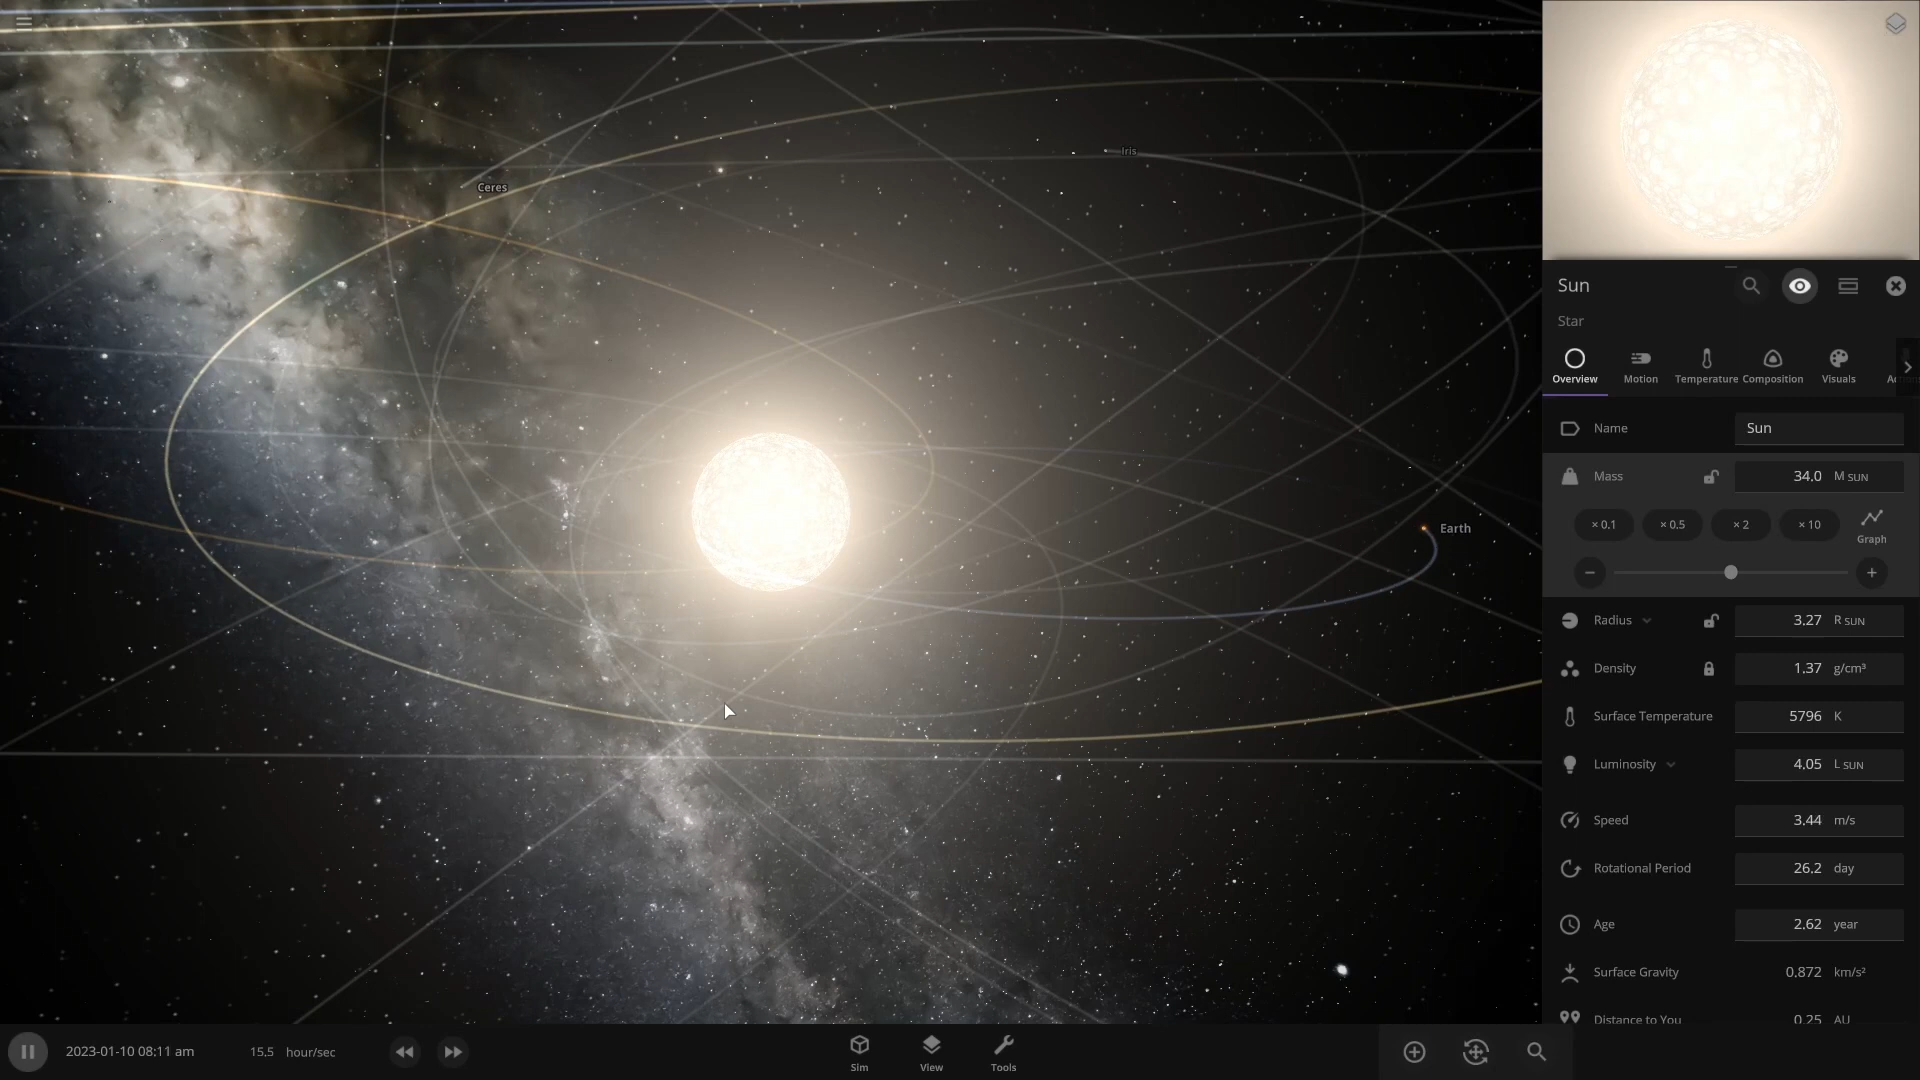 Ceres
Iris
Earth
Sun
Star
Overview
Motion
Temperature
Composition
Visuals
Name
Sun
Mass
34.0 M SUN
× 0.1
× 0.5
× 2
× 10
Graph
Radius
3.27 R SUN
Density
1.37 g/cm³
Surface Temperature
5796 K
Luminosity
4.05 L SUN
Speed
3.44 m/s
Rotational Period
26.2 day
Age
2.62 year
Surface Gravity
0.872 km/s²
Distance to You
0.25 AU
2023-01-10 08:11 am
15.5 hour/sec
Sim
View
Tools